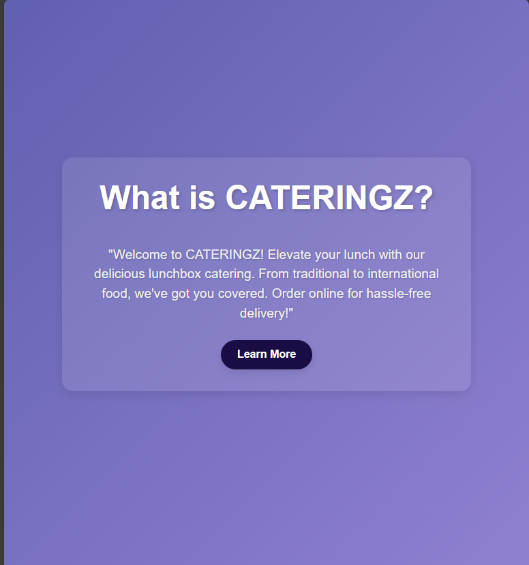 What is CATERINGZ?
"Welcome to CATERINGZ! Elevate your lunch with our
delicious lunchbox catering. From traditional to international
food, we've got you covered. Order online for hassle-free
delivery!"
Learn More